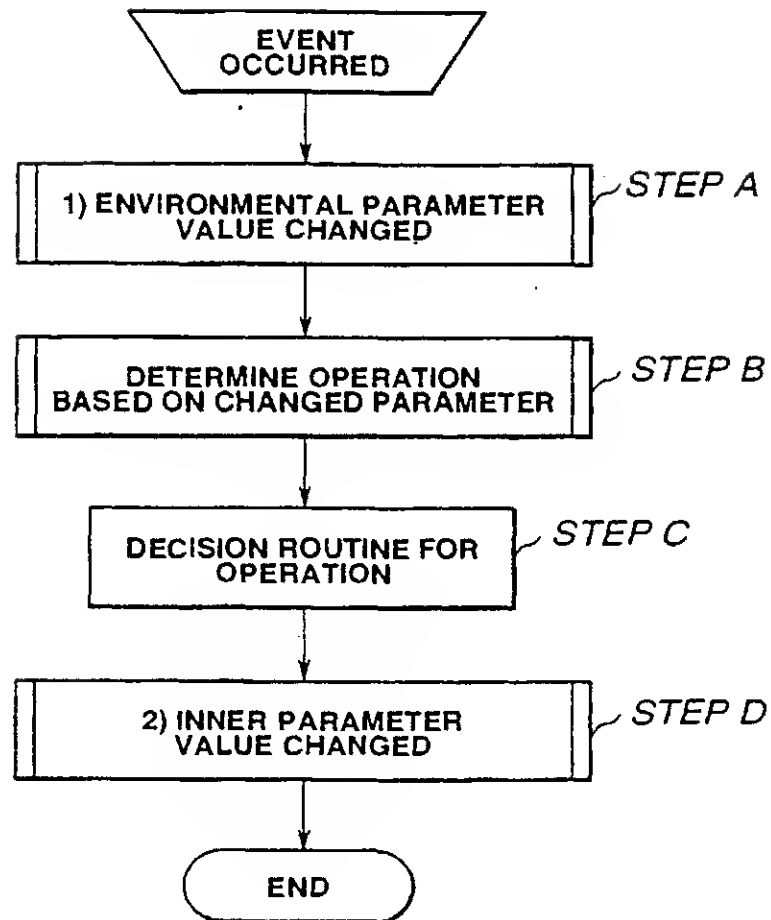 EVENT
OCCURRED
1) ENVIRONMENTAL PARAMETER
VALUE CHANGED
STEP A
DETERMINE OPERATION
BASED ON CHANGED PARAMETER
STEP B
DECISION ROUTINE FOR
OPERATION
STEP C
2) INNER PARAMETER
VALUE CHANGED
STEP D
END